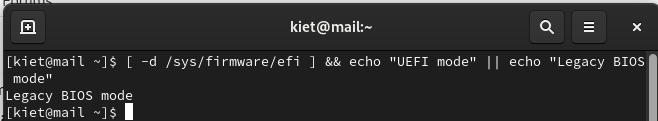 kiet@mail:~
[kiet@mail ~]$ [ -d /sys/firmware/efi ] && echo "UEFI mode" || echo "Legacy BIOS
 mode"
Legacy BIOS mode
[kiet@mail ~]$